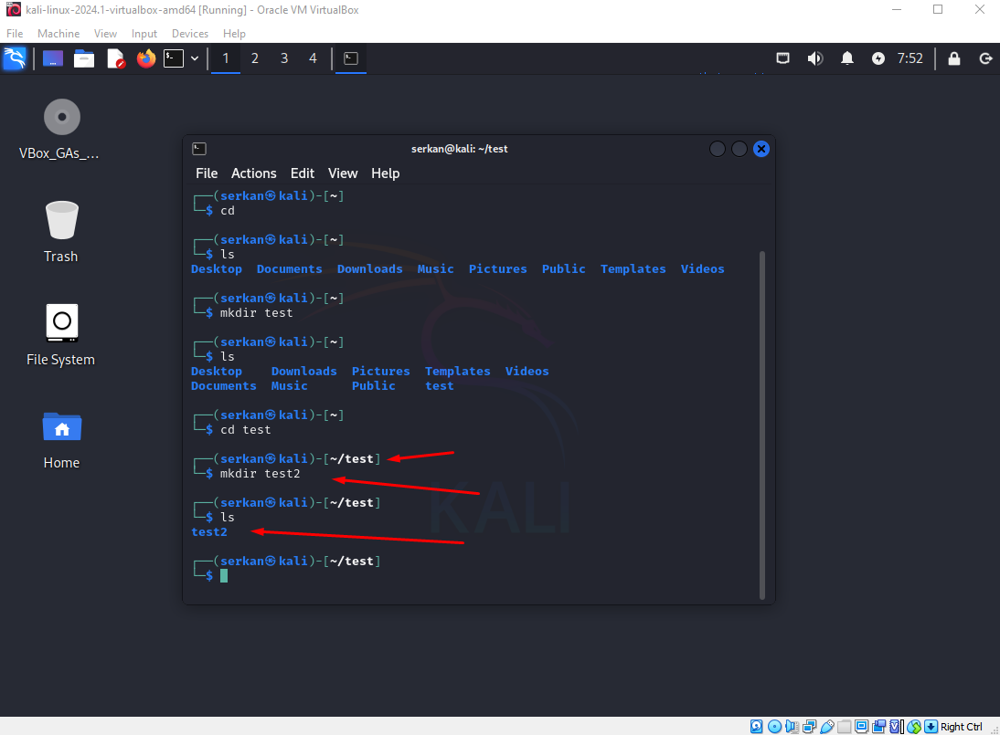 kali-linux-2024.1-virtualbox-amd64 [Running] - Oracle VM VirtualBox
File Machine View Input Devices Help
1 2 3 4 7:52
VBox_GAs_...
Trash
File System
Home
serkan@kali: ~/test
File Actions Edit View Help
┌──(serkan㉿kali)-[~]
└─$ cd
┌──(serkan㉿kali)-[~]
└─$ ls
Desktop Documents Downloads Music Pictures Public Templates Videos
┌──(serkan㉿kali)-[~]
└─$ mkdir test
┌──(serkan㉿kali)-[~]
└─$ ls
Desktop Downloads Pictures Templates Videos
Documents Music Public test
┌──(serkan㉿kali)-[~]
└─$ cd test
┌──(serkan㉿kali)-[~/test]
└─$ mkdir test2
┌──(serkan㉿kali)-[~/test]
└─$ ls
test2
┌──(serkan㉿kali)-[~/test]
└─$
KALI
Right Ctrl